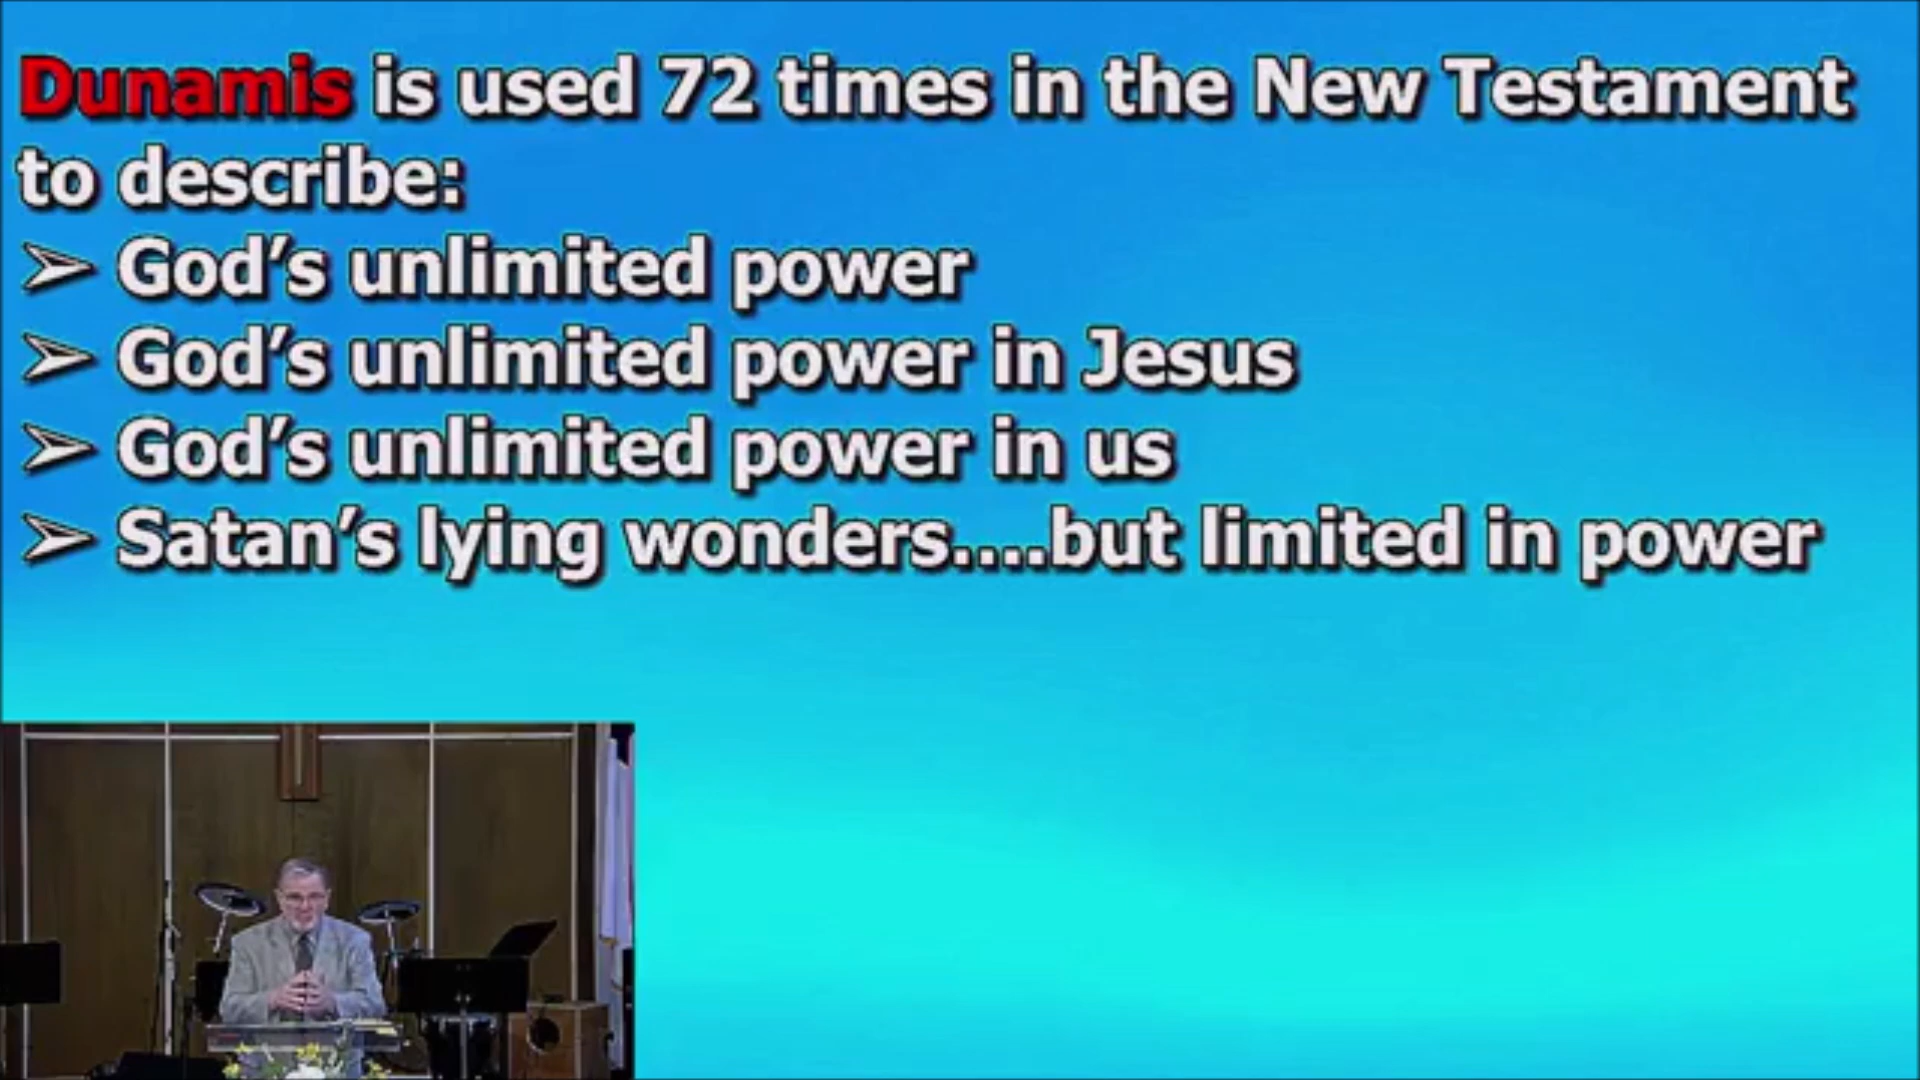 Dunamis is used 72 times in the New Testament
to describe:
➢ God’s unlimited power
➢ God’s unlimited power in Jesus
➢ God’s unlimited power in us
➢ Satan’s lying wonders....but limited in power